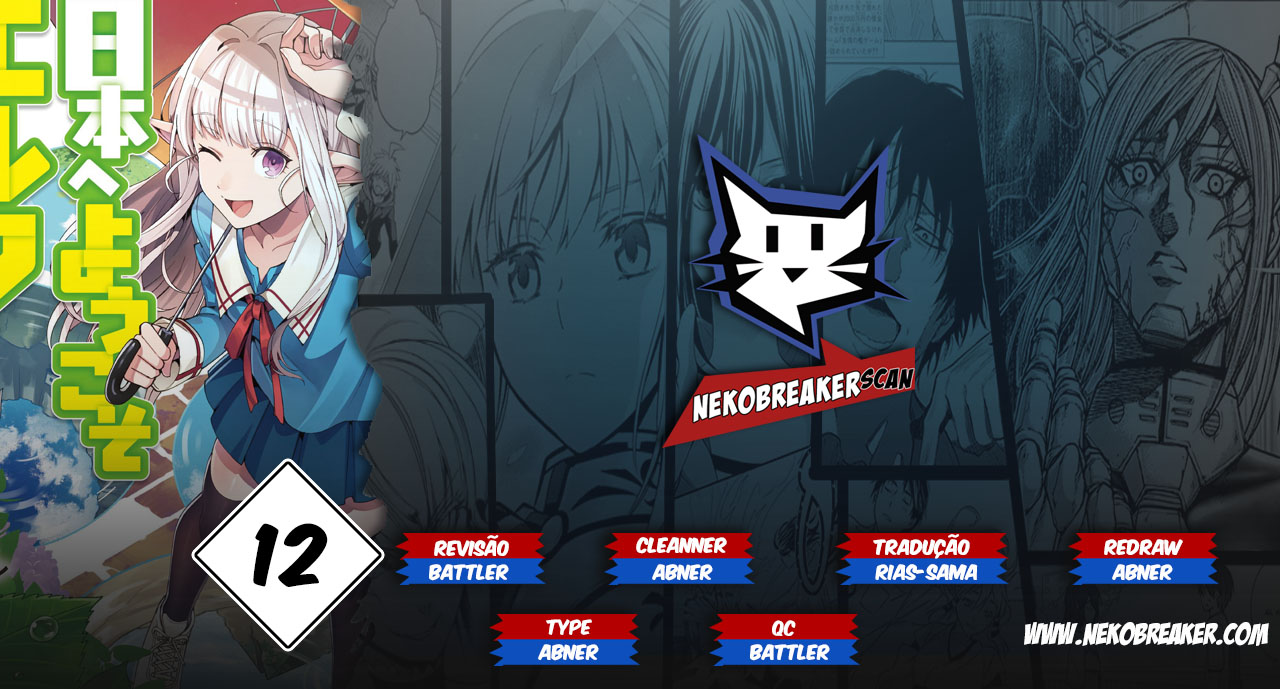 日本へようこそ
エルフ
NEKOBREAKERSCAN
12
REVISÃO
BATTLER
CLEANNER
ABNER
TRADUÇÃO
RIAS-SAMA
REDRAW
ABNER
TYPE
ABNER
QC
BATTLER
WWW.NEKOBREAKER.COM